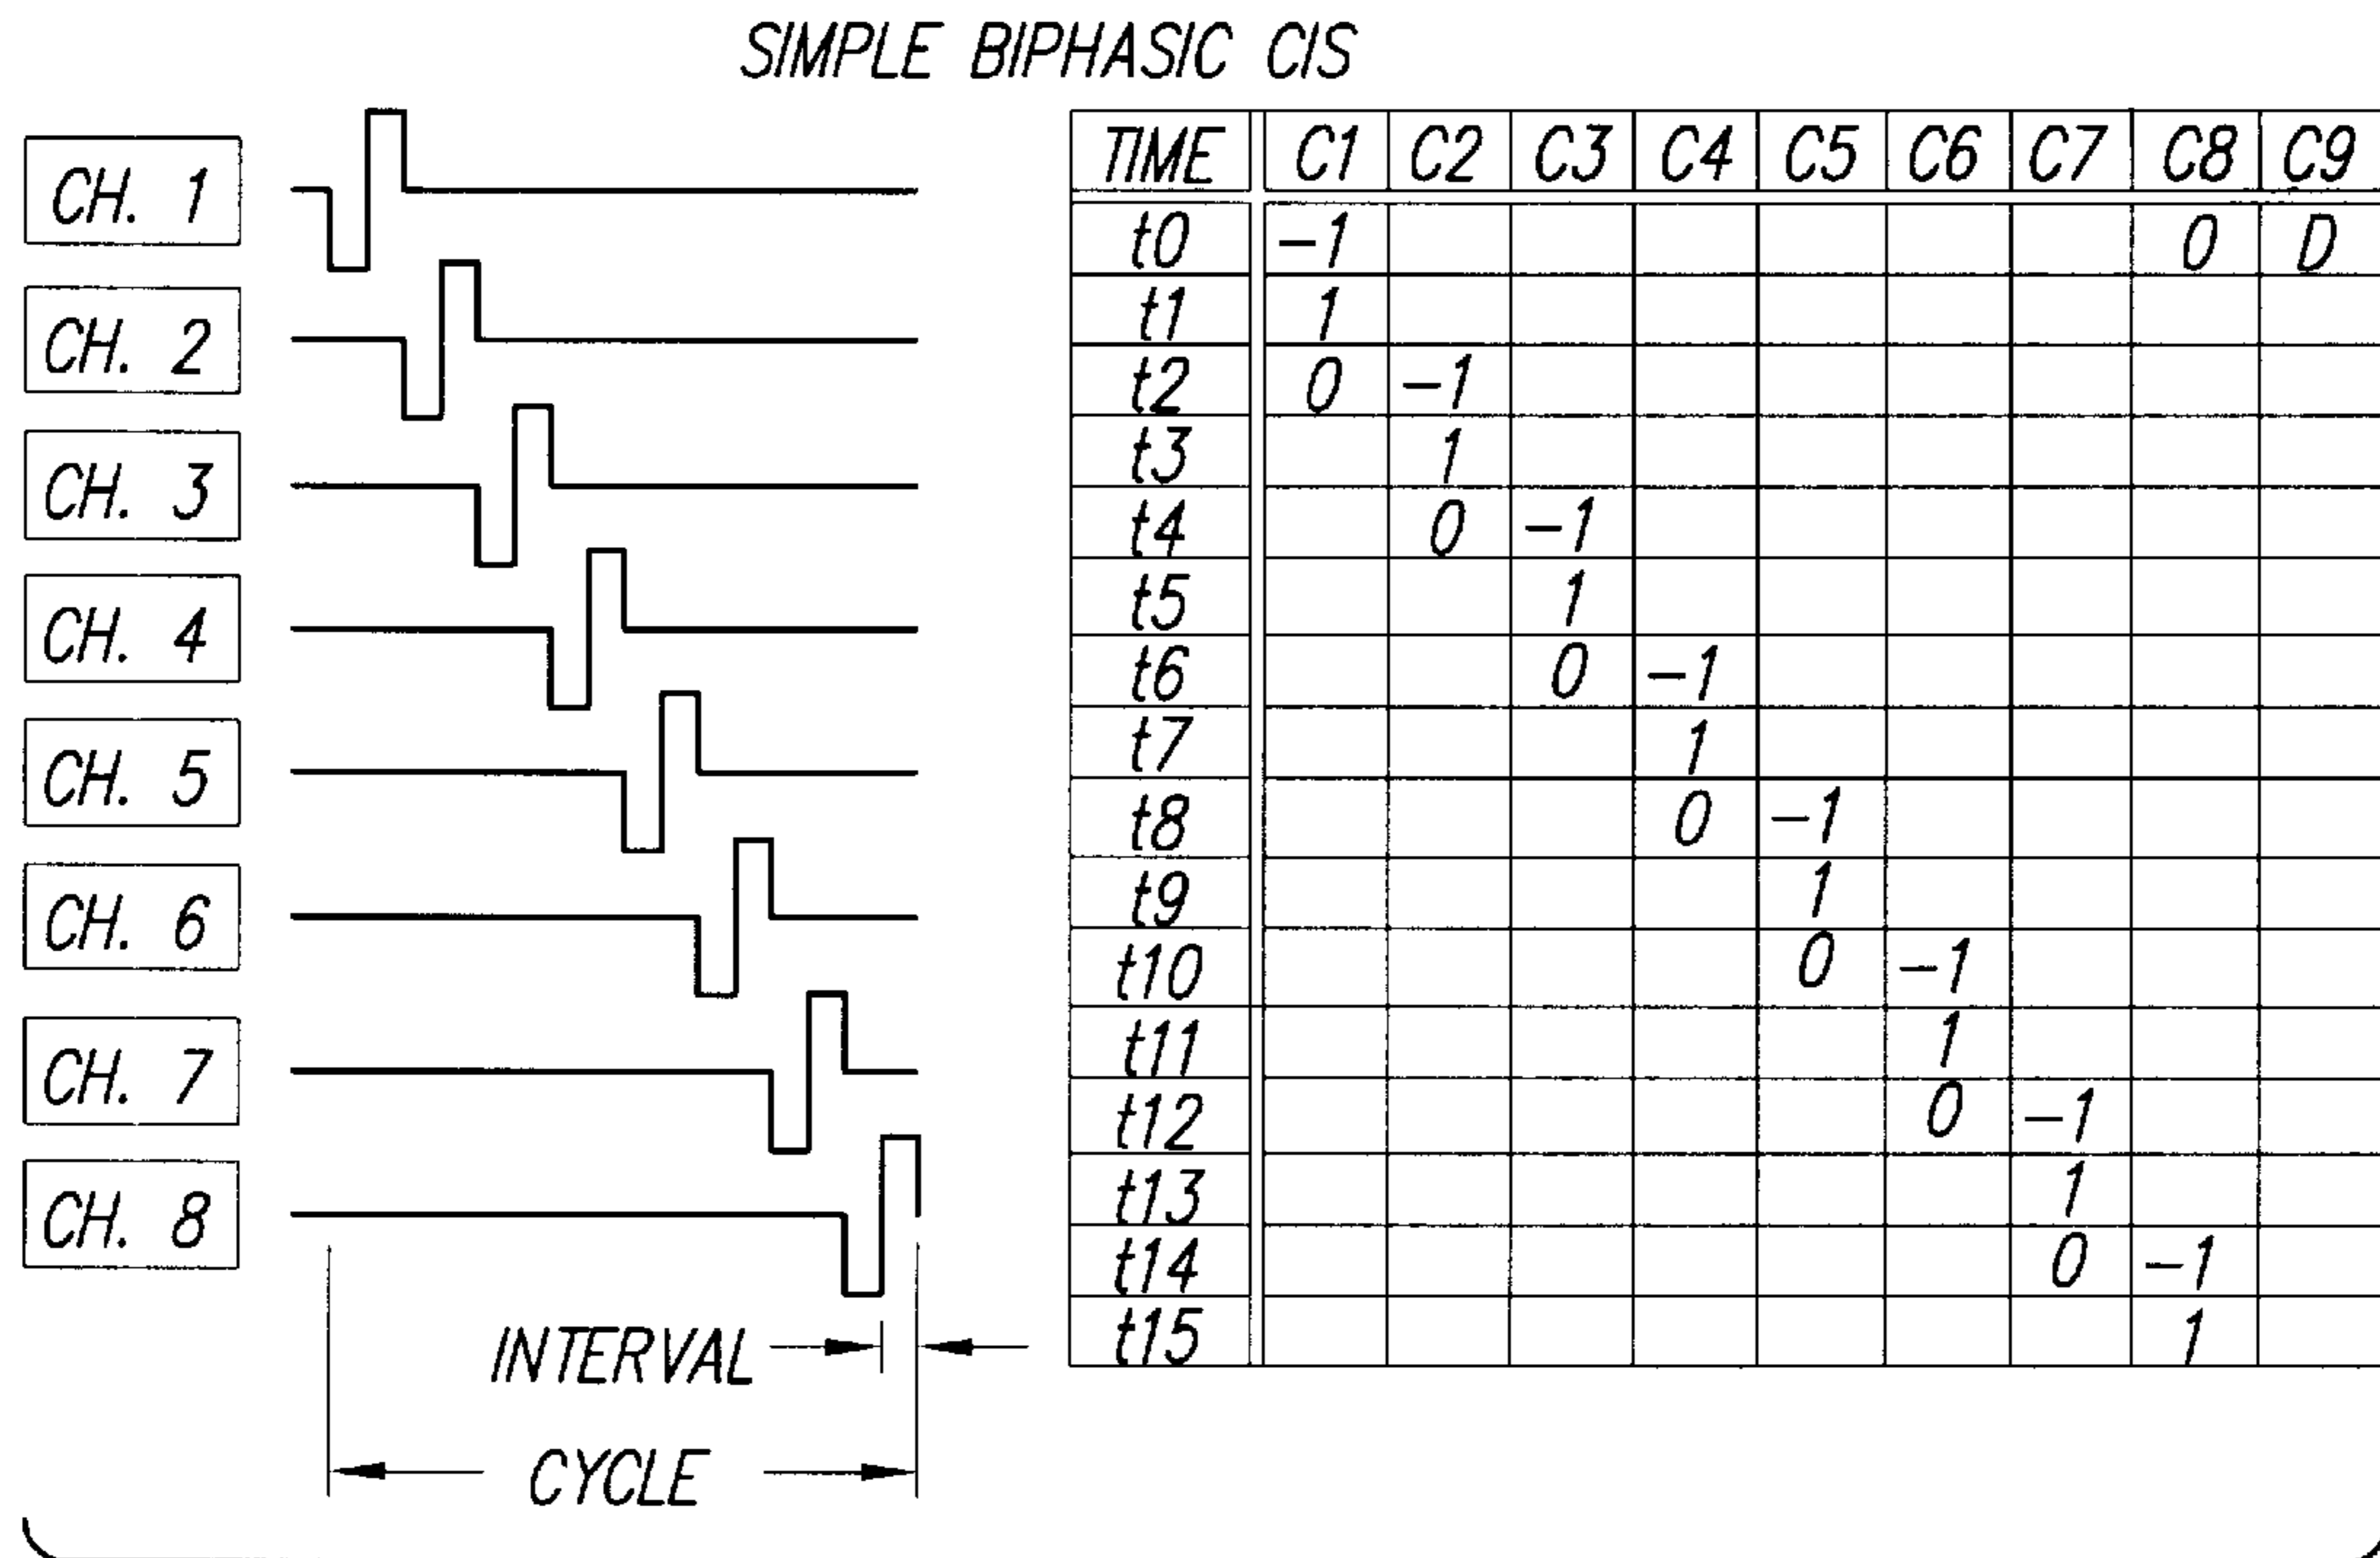 SIMPLE BIPHASIC CIS
CH. 1
CH. 2
CH. 3
CH. 4
CH. 5
CH. 6
CH. 7
CH. 8
INTERVAL
CYCLE
TIME C1 C2 C3 C4 C5 C6 C7 C8 C9
t0 -1 0 D
t1 1
t2 0 -1
t3 1
t4 0 -1
t5 1
t6 0 -1
t7 1
t8 0 -1
t9 1
t10 0 -1
t11 1
t12 0 -1
t13 1
t14 0 -1
t15 1